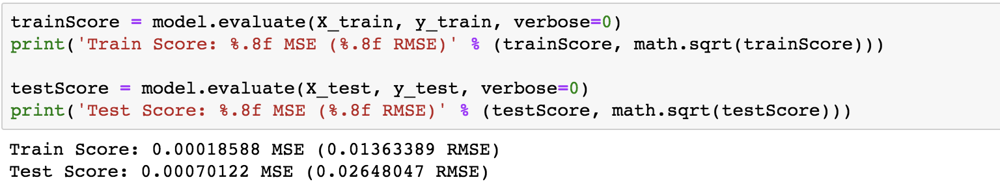 trainScore = model.evaluate(X_train, y_train, verbose=0)
print('Train Score: %.8f MSE (%.8f RMSE)' % (trainScore, math.sqrt(trainScore)))
testScore = model.evaluate(X_test, y_test, verbose=0)
print('Test Score: %.8f MSE (%.8f RMSE)' % (testScore, math.sqrt(testScore)))
Train Score: 0.00018588 MSE (0.01363389 RMSE)
Test Score: 0.00070122 MSE (0.02648047 RMSE)